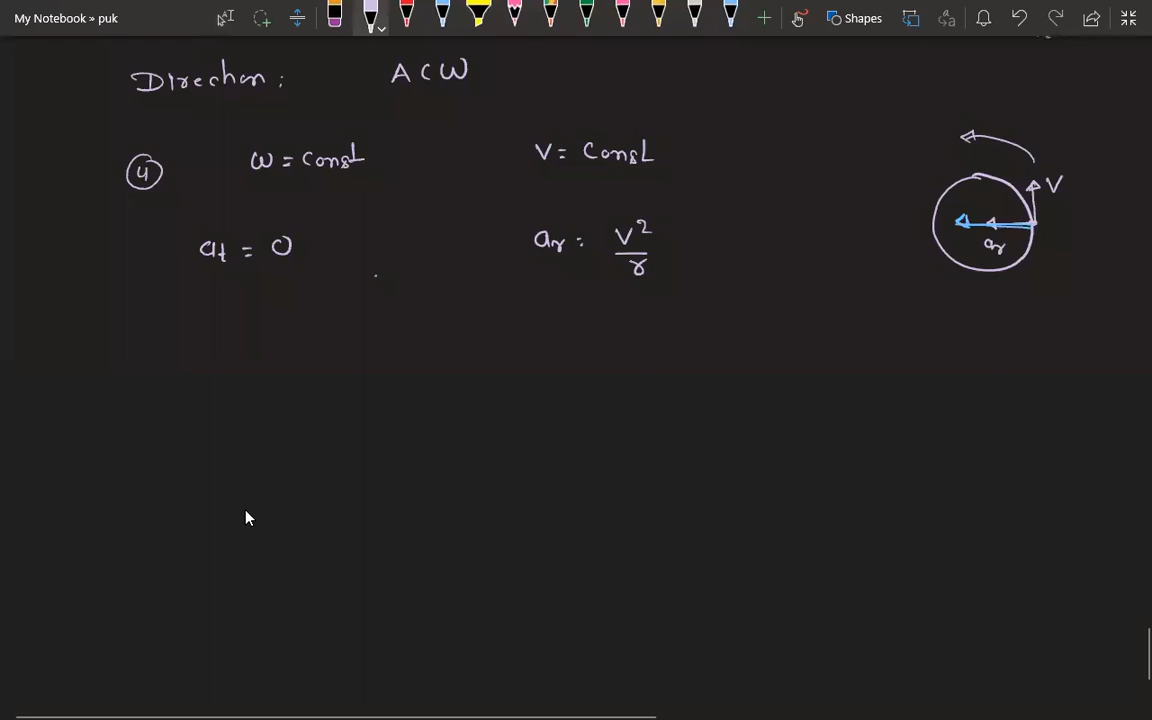 My Notebook » puk
Shapes
Direction: ACW
④ ω = const V = const
at = 0 ar = V²/r
V
ar